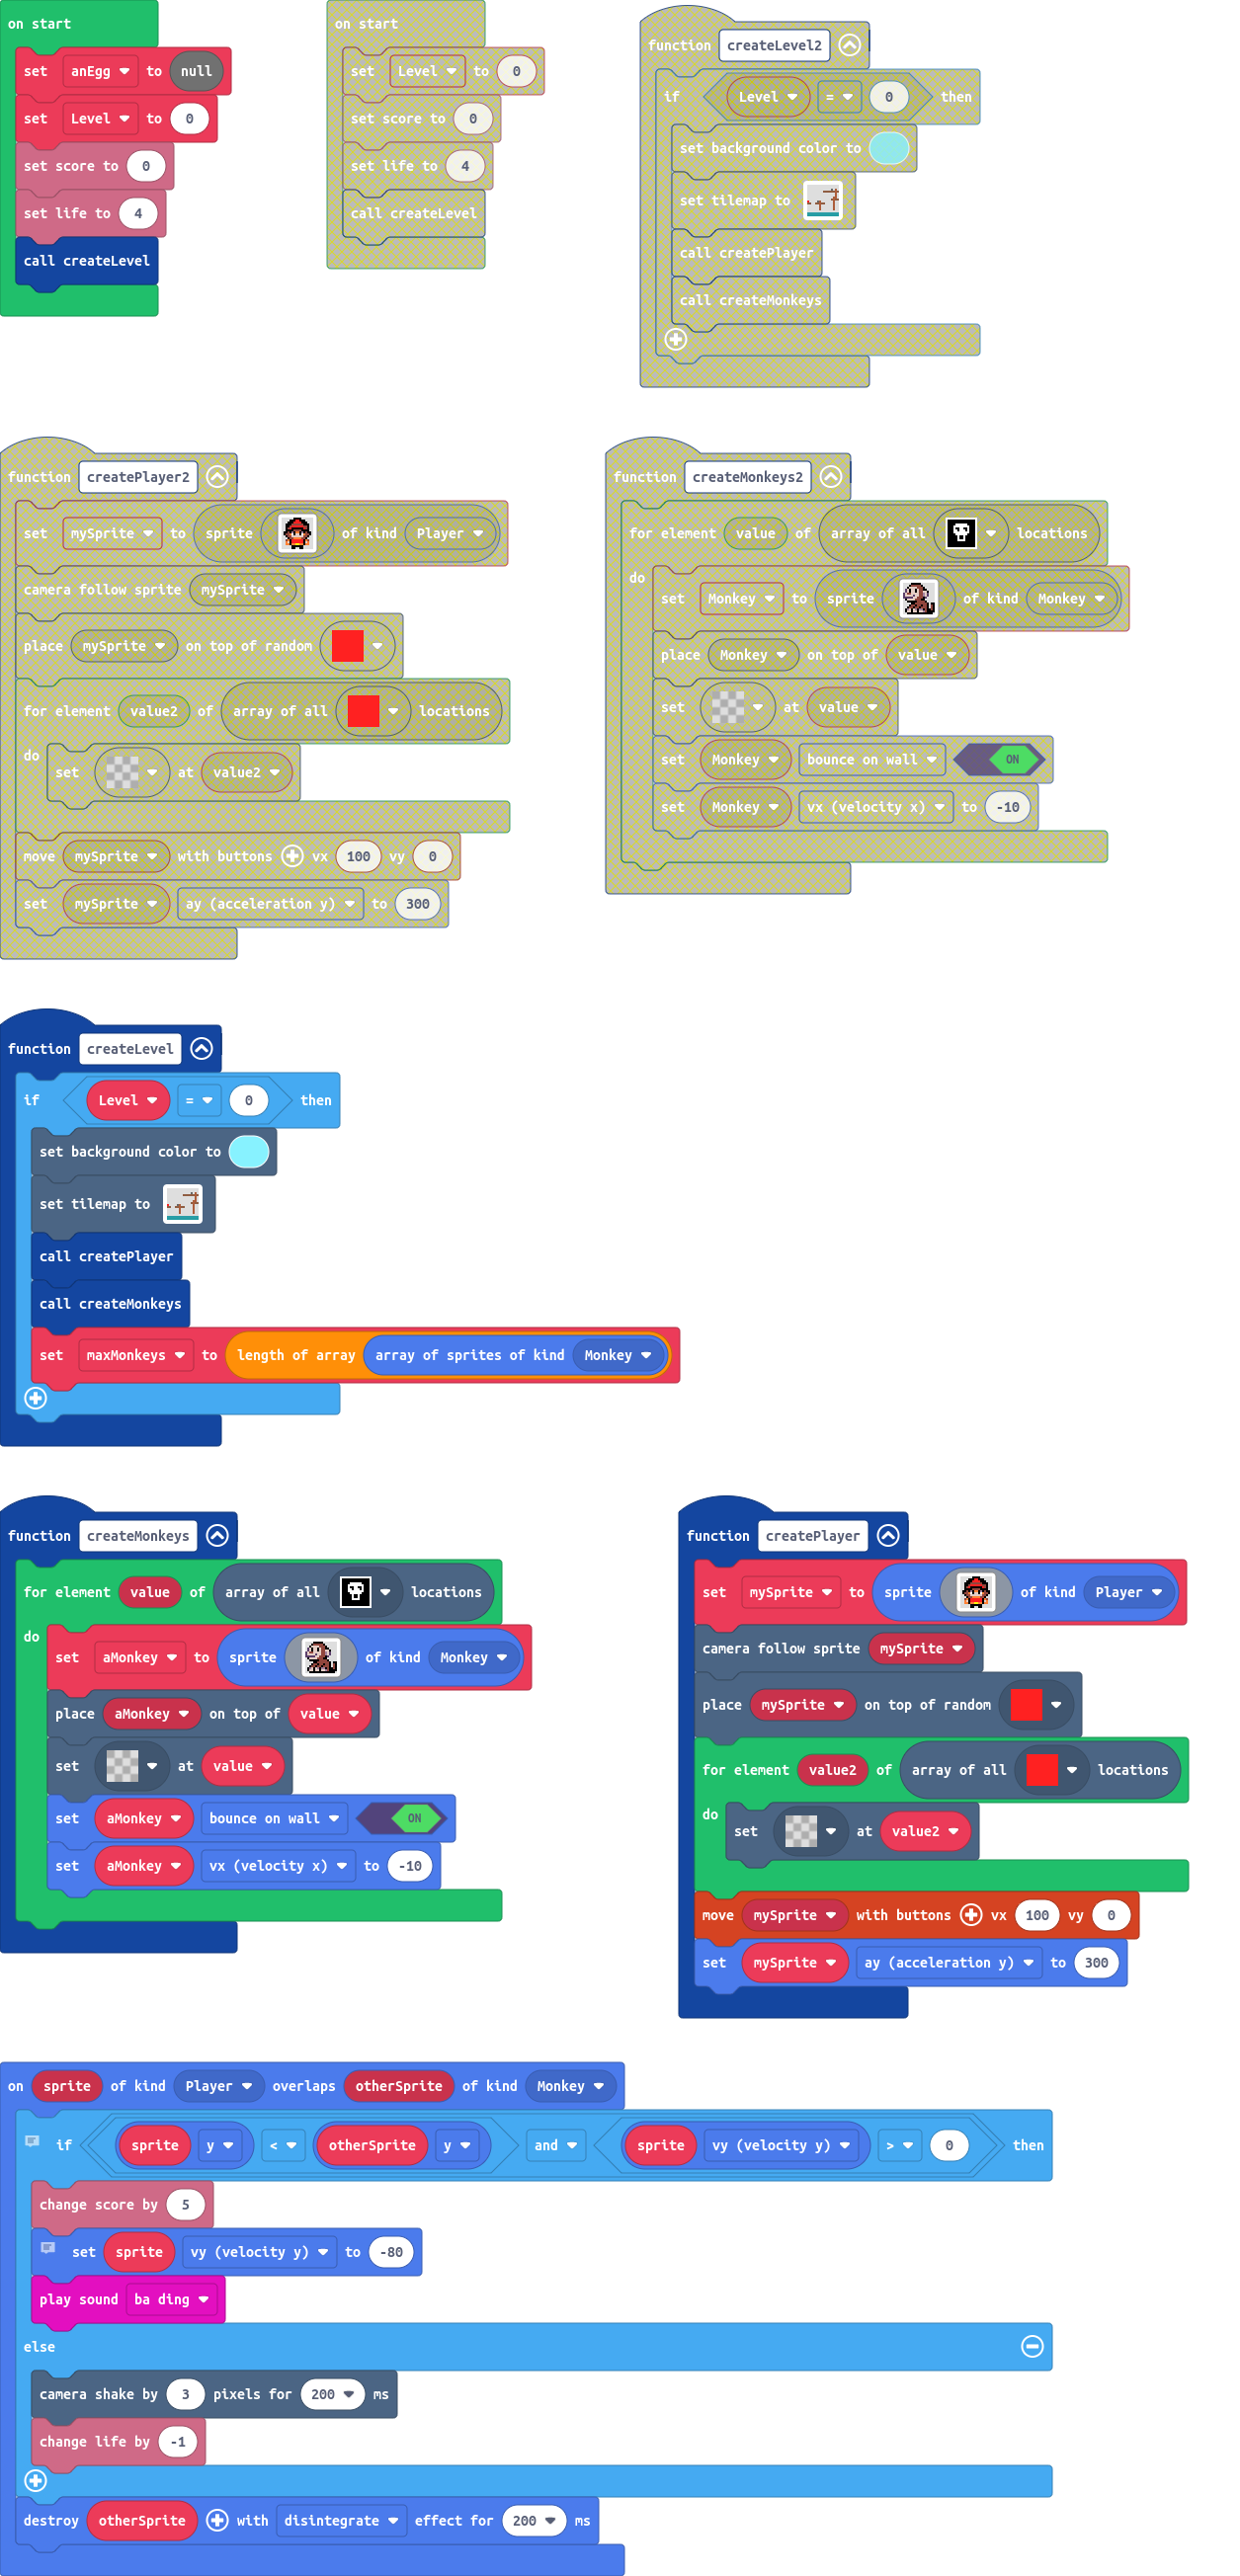 on start
set anEgg to null
set Level to 0
set score to 0
set life to 4
call createLevel
on start
set Level to 0
set score to 0
set life to 4
call createLevel
function createLevel2
if Level = 0 then
set background color to
set tilemap to
call createPlayer
call createMonkeys
function createPlayer2
set mySprite to sprite of kind Player
camera follow sprite mySprite
place mySprite on top of random
for element value2 of array of all locations
do
set at value2
move mySprite with buttons vx 100 vy 0
set mySprite ay (acceleration y) to 300
function createMonkeys2
for element value of array of all locations
do
set Monkey to sprite of kind Monkey
place Monkey on top of value
set at value
set Monkey bounce on wall ON
set Monkey vx (velocity x) to -10
function createLevel
if Level = 0 then
set background color to
set tilemap to
call createPlayer
call createMonkeys
set maxMonkeys to length of array array of sprites of kind Monkey
function createMonkeys
for element value of array of all locations
do
set aMonkey to sprite of kind Monkey
place aMonkey on top of value
set at value
set aMonkey bounce on wall ON
set aMonkey vx (velocity x) to -10
function createPlayer
set mySprite to sprite of kind Player
camera follow sprite mySprite
place mySprite on top of random
for element value2 of array of all locations
do
set at value2
move mySprite with buttons vx 100 vy 0
set mySprite ay (acceleration y) to 300
on sprite of kind Player overlaps otherSprite of kind Monkey
if sprite y < otherSprite y and sprite vy (velocity y) > 0 then
change score by 5
set sprite vy (velocity y) to -80
play sound ba ding
else
camera shake by 3 pixels for 200 ms
change life by -1
destroy otherSprite with disintegrate effect for 200 ms